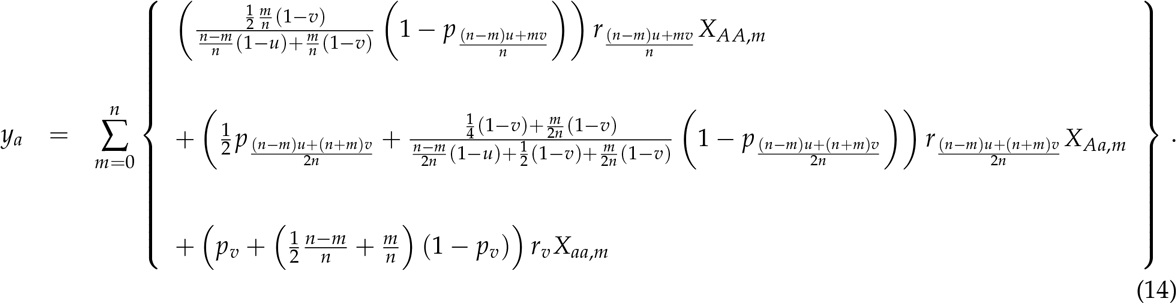 y_a = \sum_{m=0}^{n} \left\{ \left( \frac{\frac{1}{2}\frac{m}{n}(1-v)}{\frac{n-m}{n}(1-u)+\frac{m}{n}(1-v)} \left( 1 - p_{\frac{(n-m)u+mv}{n}} \right) \right) r_{\frac{(n-m)u+mv}{n}} X_{AA,m}
+ \left( \frac{1}{2} p_{\frac{(n-m)u+(n+m)v}{2n}} + \frac{\frac{1}{4}(1-v)+\frac{m}{2n}(1-v)}{\frac{n-m}{2n}(1-u)+\frac{1}{2}(1-v)+\frac{m}{2n}(1-v)} \left( 1 - p_{\frac{(n-m)u+(n+m)v}{2n}} \right) \right) r_{\frac{(n-m)u+(n+m)v}{2n}} X_{Aa,m}
+ \left( p_v + \left( \frac{1}{2}\frac{n-m}{n} + \frac{m}{n} \right) (1 - p_v) \right) r_v X_{aa,m} \right\} .
(14)